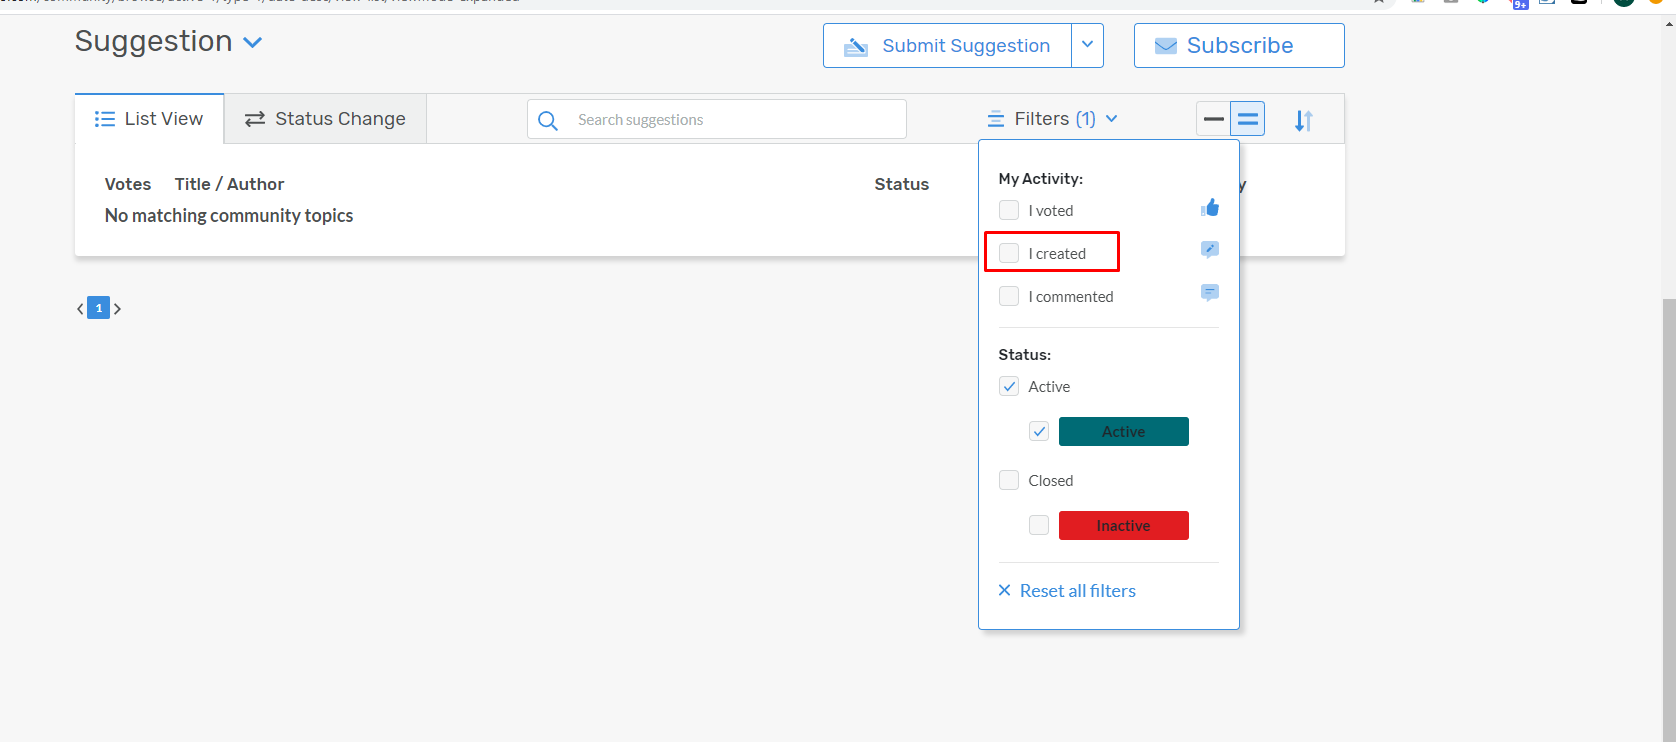 Suggestion
Submit Suggestion
Subscribe
List View
Status Change
Search suggestions
Filters (1)
Votes Title / Author Status y
No matching community topics
1
My Activity:
I voted
I created
I commented
Status:
Active
Active
Closed
Inactive
Reset all filters
9+